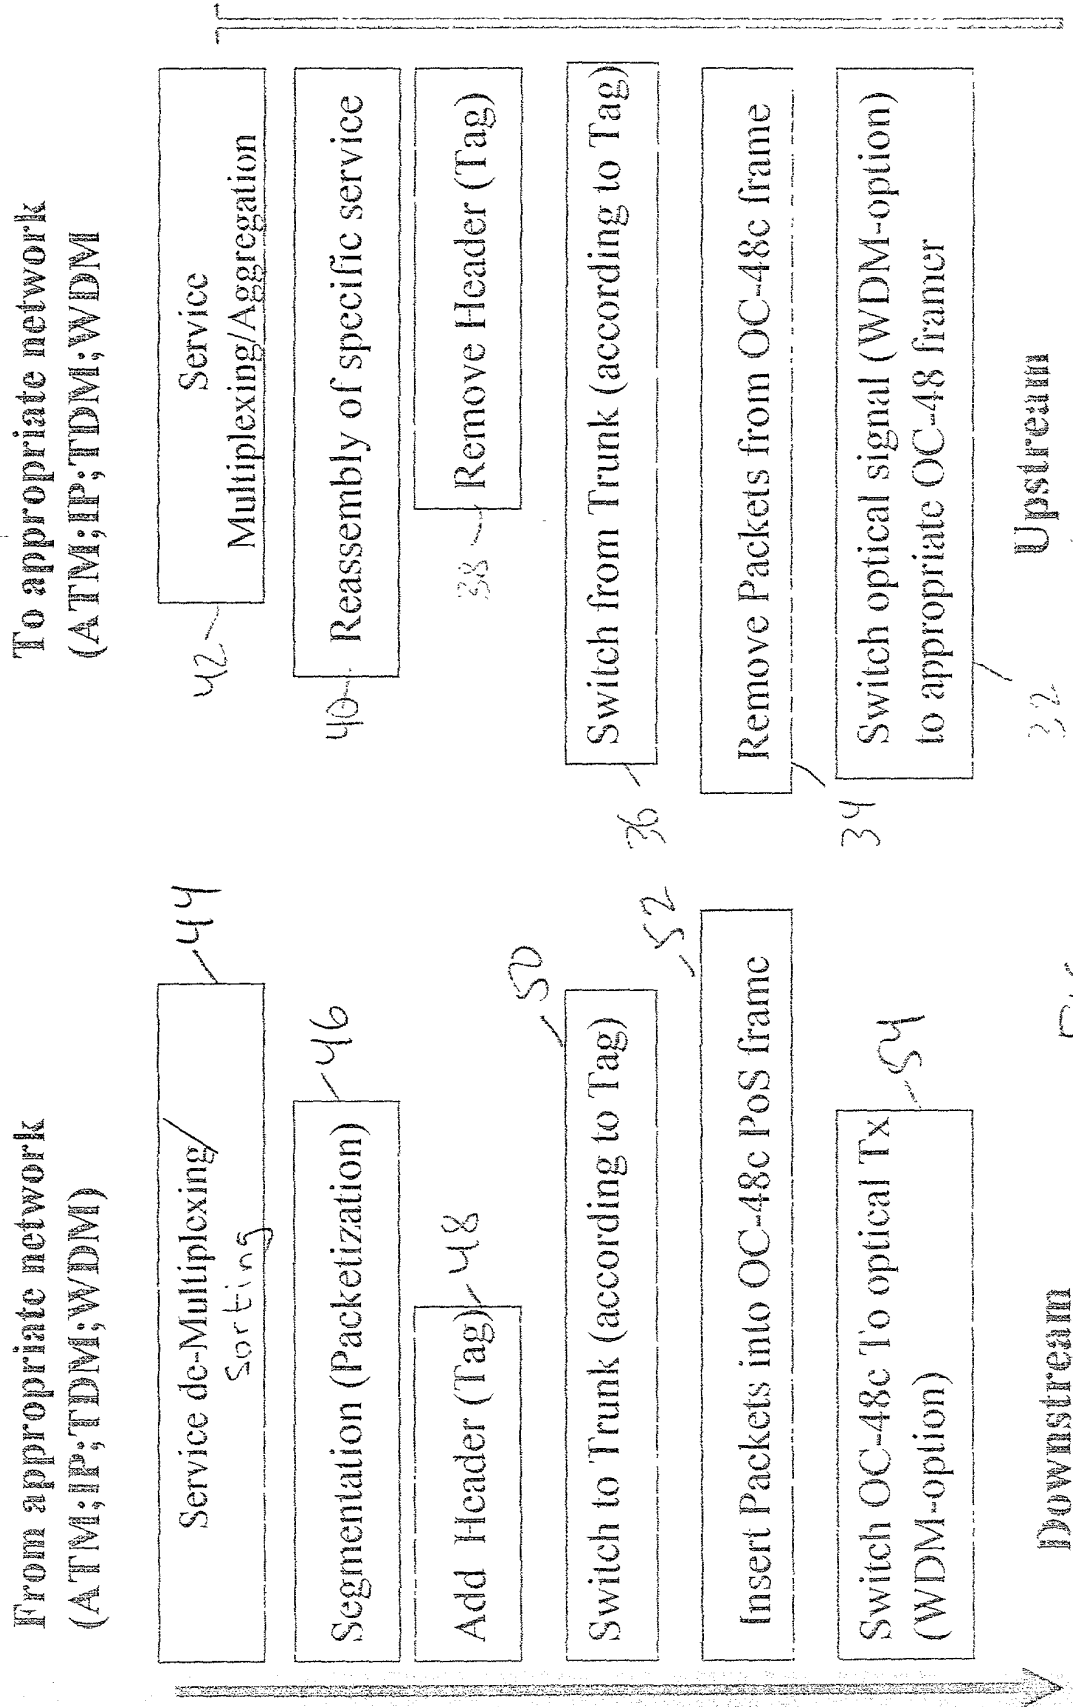 From appropriate network
(ATM;IP;TDM;WDM)
Service de-Multiplexing/
Sorting
44
Segmentation (Packetization)
46
Add Header (Tag)
48
Switch to Trunk (according to Tag)
50
Insert Packets into OC-48c PoS frame
52
Switch OC-48c To optical Tx
(WDM-option)
54
Downstream
To appropriate network
(ATM;IP;TDM;WDM
Service
Multiplexing/Aggregation
42
Reassembly of specific service
40
Remove Header (Tag)
38
Switch from Trunk (according to Tag)
36
Remove Packets from OC-48c frame
34
Switch optical signal (WDM-option)
to appropriate OC-48 framer
32
Upstream